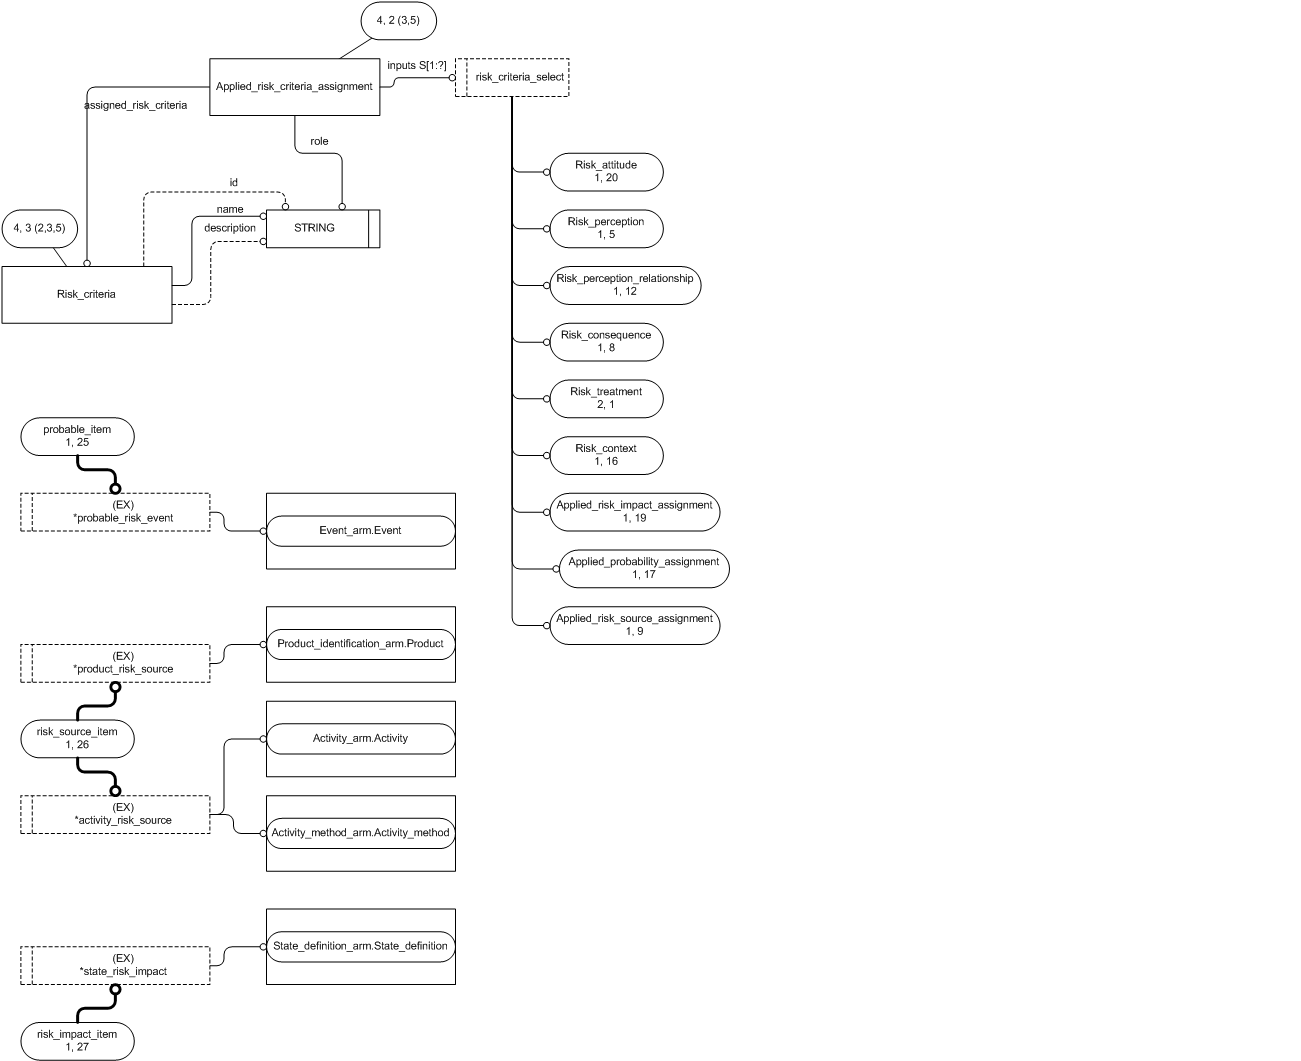 4, 2 (3,5)
Applied_risk_criteria_assignment
inputs S[1:?]
risk_criteria_select
assigned_risk_criteria
role
id
name
description
STRING
4, 3 (2,3,5)
Risk_criteria
Risk_attitude
1, 20
Risk_perception
1, 5
Risk_perception_relationship
1, 12
Risk_consequence
1, 8
Risk_treatment
2, 1
Risk_context
1, 16
Applied_risk_impact_assignment
1, 19
Applied_probability_assignment
1, 17
Applied_risk_source_assignment
1, 9
probable_item
1, 25
(EX)
*probable_risk_event
Event_arm.Event
(EX)
*product_risk_source
Product_identification_arm.Product
risk_source_item
1, 26
Activity_arm.Activity
(EX)
*activity_risk_source
Activity_method_arm.Activity_method
(EX)
*state_risk_impact
State_definition_arm.State_definition
risk_impact_item
1, 27